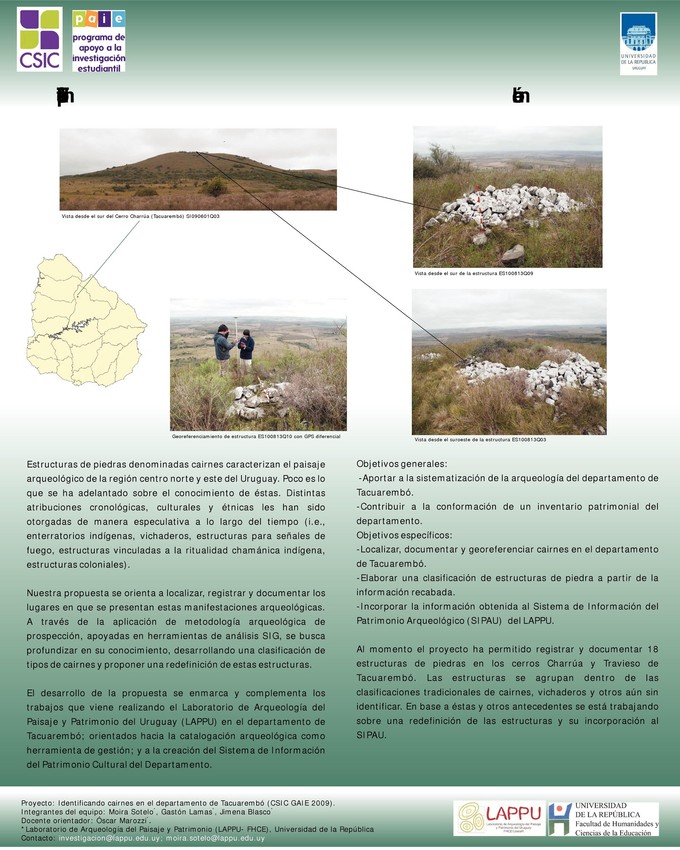 CSIC
paie
programa de
apoyo a la
investigación
estudiantil
UNIVERSIDAD
DE LA REPÚBLICA
URUGUAY
Vista desde el sur del Cerro Charrúa (Tacuarembó) SI090601Q03
Vista desde el sur de la estructura ES100813Q09
Georeferenciamiento de estructura ES100813Q10 con GPS diferencial
Vista desde el suroeste de la estructura ES100813Q03
Estructuras de piedras denominadas cairnes caracterizan el paisaje
arqueológico de la región centro norte y este del Uruguay. Poco es lo
que se ha adelantado sobre el conocimiento de éstas. Distintas
atribuciones cronológicas, culturales y étnicas les han sido
otorgadas de manera especulativa a lo largo del tiempo (i.e.,
enterratorios indígenas, vichaderos, estructuras para señales de
fuego, estructuras vinculadas a la ritualidad chamánica indígena,
estructuras coloniales).
Nuestra propuesta se orienta a localizar, registrar y documentar los
lugares en que se presentan estas manifestaciones arqueológicas.
A través de la aplicación de metodología arqueológica de
prospección, apoyadas en herramientas de análisis SIG, se busca
profundizar en su conocimiento, desarrollando una clasificación de
tipos de cairnes y proponer una redefinición de estas estructuras.
El desarrollo de la propuesta se enmarca y complementa los
trabajos que viene realizando el Laboratorio de Arqueología del
Paisaje y Patrimonio del Uruguay (LAPPU) en el departamento de
Tacuarembó; orientados hacia la catalogación arqueológica como
herramienta de gestión; y a la creación del Sistema de Información
del Patrimonio Cultural del Departamento.
Objetivos generales:
-Aportar a la sistematización de la arqueología del departamento de
Tacuarembó.
-Contribuir a la conformación de un inventario patrimonial del
departamento.
Objetivos específicos:
-Localizar, documentar y georeferenciar cairnes en el departamento
de Tacuarembó.
-Elaborar una clasificación de estructuras de piedra a partir de la
información recabada.
-Incorporar la información obtenida al Sistema de Información del
Patrimonio Arqueológico (SIPAU) del LAPPU.
Al momento el proyecto ha permitido registrar y documentar 18
estructuras de piedras en los cerros Charrúa y Travieso de
Tacuarembó. Las estructuras se agrupan dentro de las
clasificaciones tradicionales de cairnes, vichaderos y otros aún sin
identificar. En base a éstas y otros antecedentes se está trabajando
sobre una redefinición de las estructuras y su incorporación al
SIPAU.
Proyecto: Identificando cairnes en el departamento de Tacuarembó (CSIC GAIE 2009).
Integrantes del equipo: Moira Sotelo*, Gastón Lamas*, Jimena Blasco*
Docente orientador: Óscar Marozzi*.
*Laboratorio de Arqueología del Paisaje y Patrimonio (LAPPU- FHCE), Universidad de la República
Contacto: investigacion@lappu.edu.uy; moira.sotelo@lappu.edu.uy
LAPPU
UNIVERSIDAD
DE LA REPÚBLICA
Facultad de Humanidades y
Ciencias de la Educación